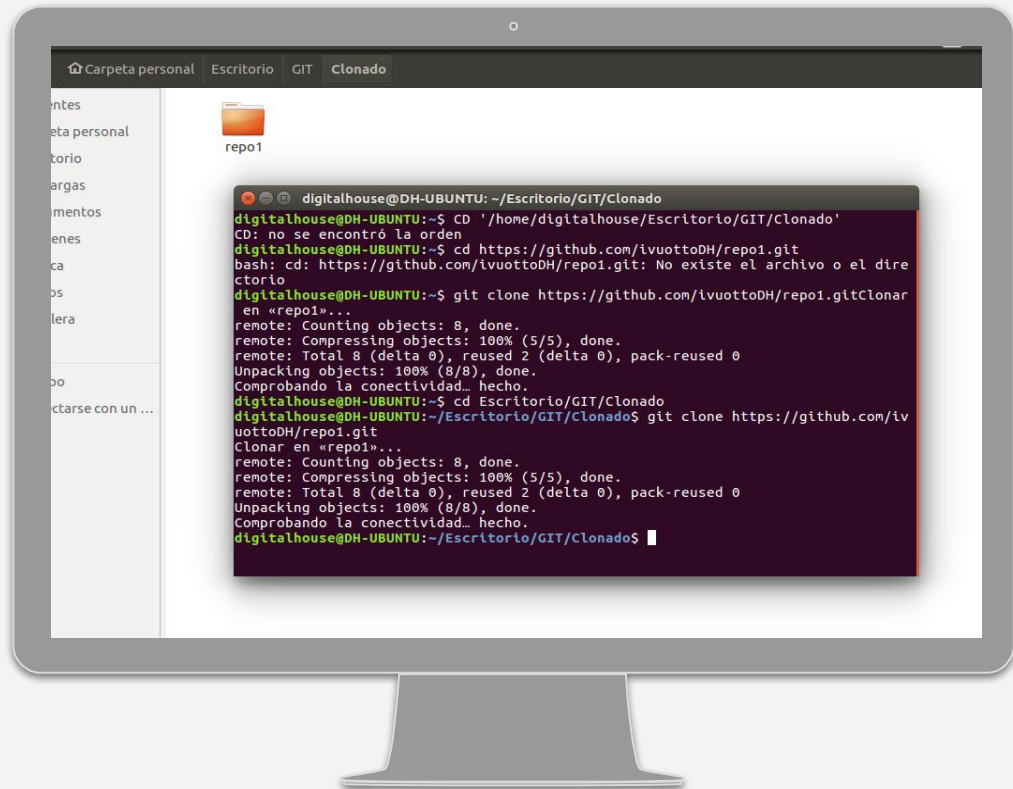 Carpeta personal Escritorio GIT Clonado
entes
eta personal
torio
argas
umentos
enes
ca
os
lera
po
ectarse con un ...
repo1
digitalhouse@DH-UBUNTU: ~/Escritorio/GIT/Clonado
digitalhouse@DH-UBUNTU:~$ CD '/home/digitalhouse/Escritorio/GIT/Clonado'
CD: no se encontró la orden
digitalhouse@DH-UBUNTU:~$ cd https://github.com/ivuottoDH/repo1.git
bash: cd: https://github.com/ivuottoDH/repo1.git: No existe el archivo o el dire
ctorio
digitalhouse@DH-UBUNTU:~$ git clone https://github.com/ivuottoDH/repo1.gitClonar
 en «repo1»...
remote: Counting objects: 8, done.
remote: Compressing objects: 100% (5/5), done.
remote: Total 8 (delta 0), reused 2 (delta 0), pack-reused 0
Unpacking objects: 100% (8/8), done.
Comprobando la conectividad… hecho.
digitalhouse@DH-UBUNTU:~$ cd Escritorio/GIT/Clonado
digitalhouse@DH-UBUNTU:~/Escritorio/GIT/Clonado$ git clone https://github.com/iv
uottoDH/repo1.git
Clonar en «repo1»...
remote: Counting objects: 8, done.
remote: Compressing objects: 100% (5/5), done.
remote: Total 8 (delta 0), reused 2 (delta 0), pack-reused 0
Unpacking objects: 100% (8/8), done.
Comprobando la conectividad… hecho.
digitalhouse@DH-UBUNTU:~/Escritorio/GIT/Clonado$